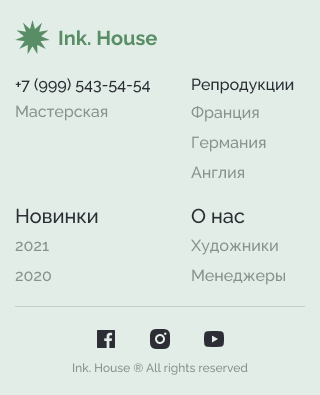 Ink. House
+7 (999) 543-54-54
Мастерская
Репродукции
Франция
Германия
Англия
Новинки
2021
2020
О нас
Художники
Менеджеры
Ink. House ® All rights reserved